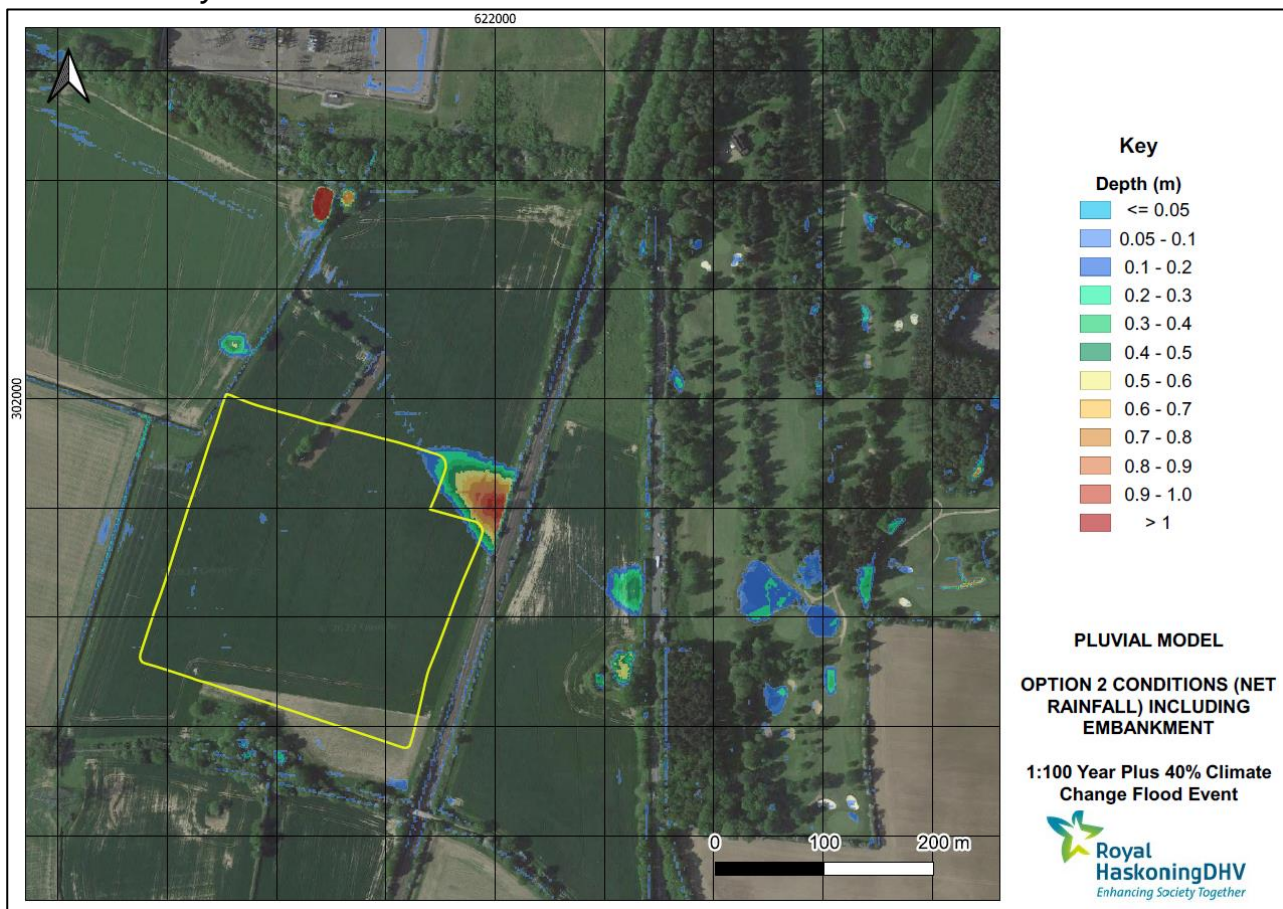 622000
302000
Key
Depth (m)
<= 0.05
0.05 - 0.1
0.1 - 0.2
0.2 - 0.3
0.3 - 0.4
0.4 - 0.5
0.5 - 0.6
0.6 - 0.7
0.7 - 0.8
0.8 - 0.9
0.9 - 1.0
> 1
PLUVIAL MODEL
OPTION 2 CONDITIONS (NET
RAINFALL) INCLUDING
EMBANKMENT
1:100 Year Plus 40% Climate
Change Flood Event
0 100 200 m
Royal
HaskoningDHV
Enhancing Society Together